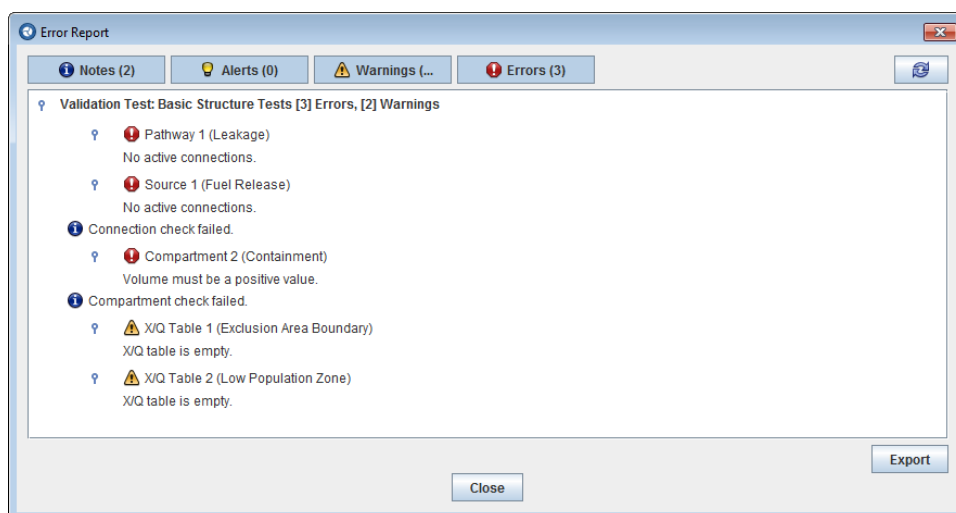 Error Report
Notes (2) Alerts (0) Warnings (... Errors (3)
Validation Test: Basic Structure Tests [3] Errors, [2] Warnings
Pathway 1 (Leakage)
No active connections.
Source 1 (Fuel Release)
No active connections.
Connection check failed.
Compartment 2 (Containment)
Volume must be a positive value.
Compartment check failed.
X/Q Table 1 (Exclusion Area Boundary)
X/Q table is empty.
X/Q Table 2 (Low Population Zone)
X/Q table is empty.
Export
Close